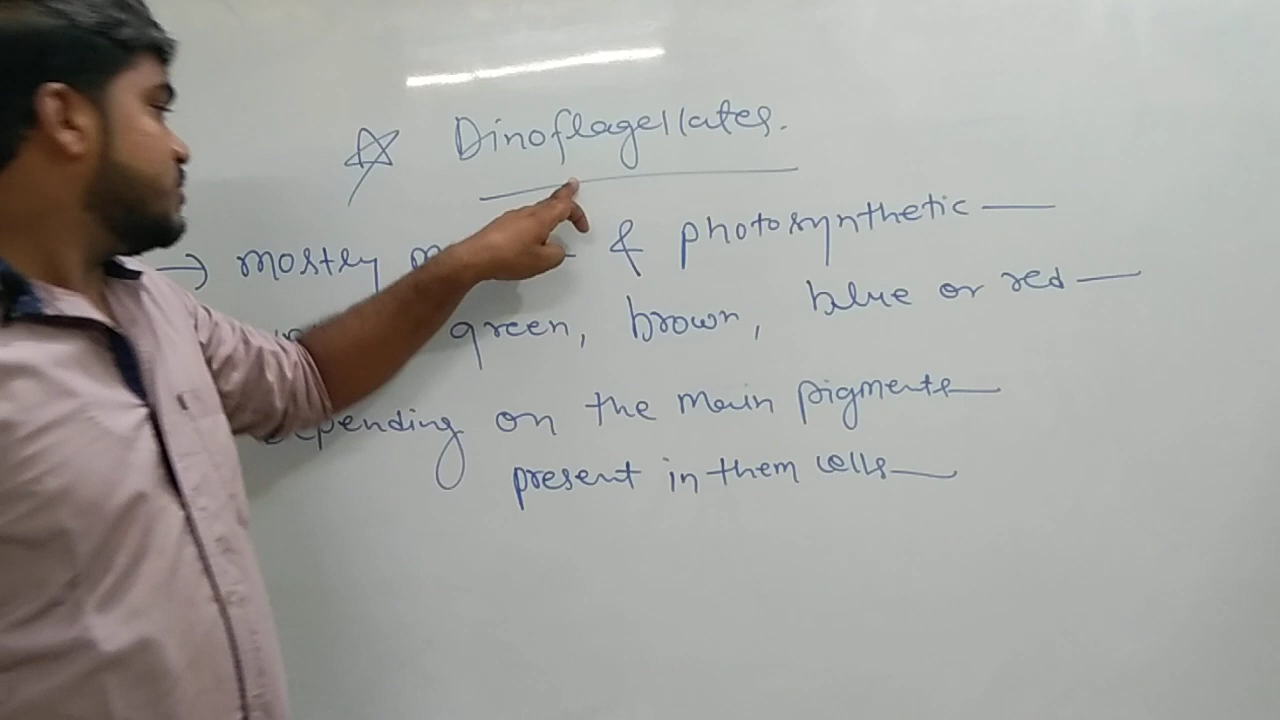 Dinoflagellates.
→ mostly & photosynthetic —
green, brown, blue or red —
depending on the main pigments —
present in them cells —